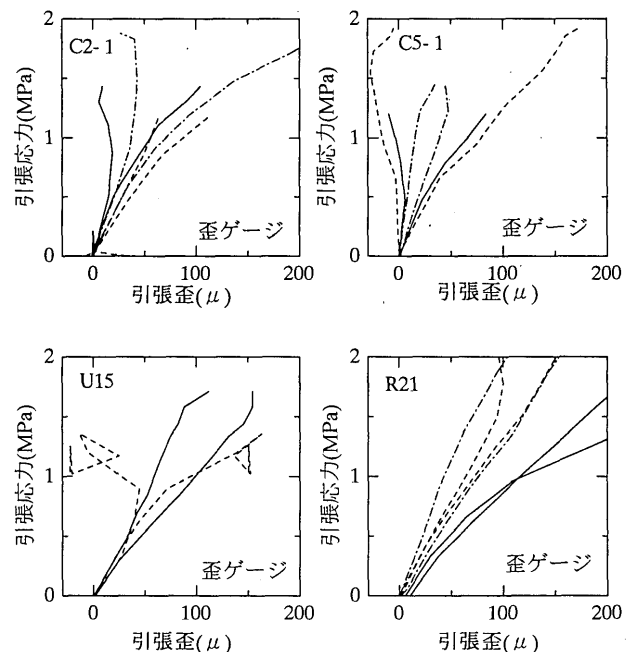 C2-1
引張応力(MPa)
2
1
0
歪ゲージ
0 100 200
引張歪(μ)
C5-1
引張応力(MPa)
2
1
0
歪ゲージ
0 100 200
引張歪(μ)
U15
引張応力(MPa)
2
1
0
歪ゲージ
0 100 200
引張歪(μ)
R21
引張応力(MPa)
2
1
0
歪ゲージ
0 100 200
引張歪(μ)